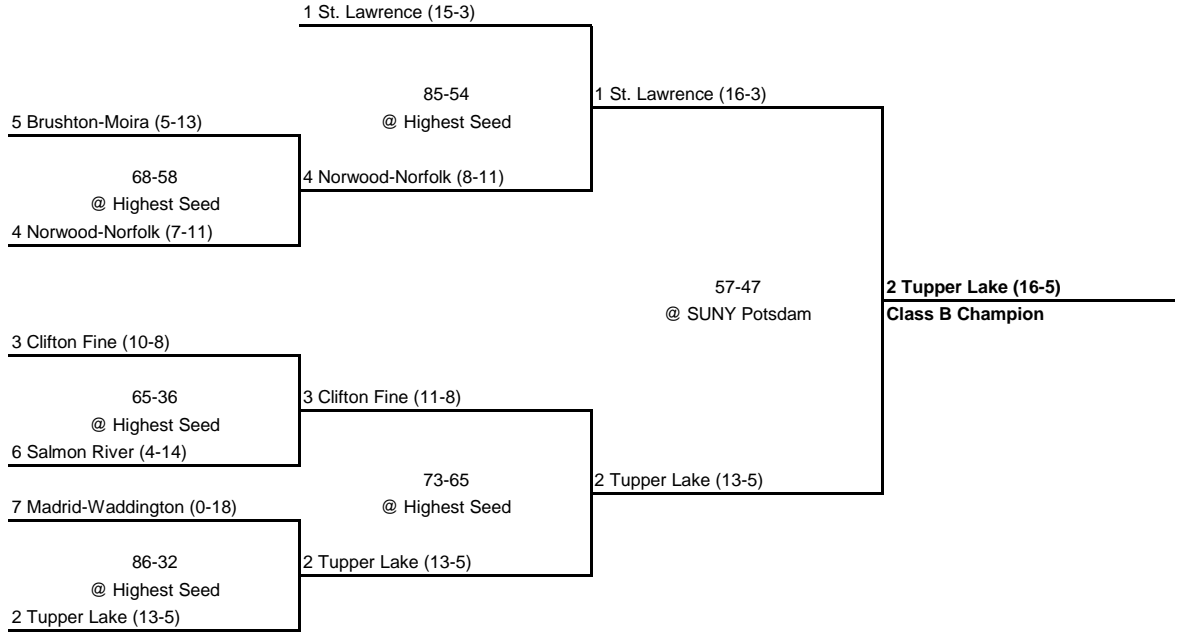 1 St. Lawrence (15-3)
85-54
@ Highest Seed
1 St. Lawrence (16-3)
5 Brushton-Moira (5-13)
68-58
@ Highest Seed
4 Norwood-Norfolk (8-11)
4 Norwood-Norfolk (7-11)
57-47
@ SUNY Potsdam
2 Tupper Lake (16-5)
Class B Champion
3 Clifton Fine (10-8)
65-36
@ Highest Seed
3 Clifton Fine (11-8)
6 Salmon River (4-14)
73-65
@ Highest Seed
2 Tupper Lake (13-5)
7 Madrid-Waddington (0-18)
86-32
@ Highest Seed
2 Tupper Lake (13-5)
2 Tupper Lake (13-5)